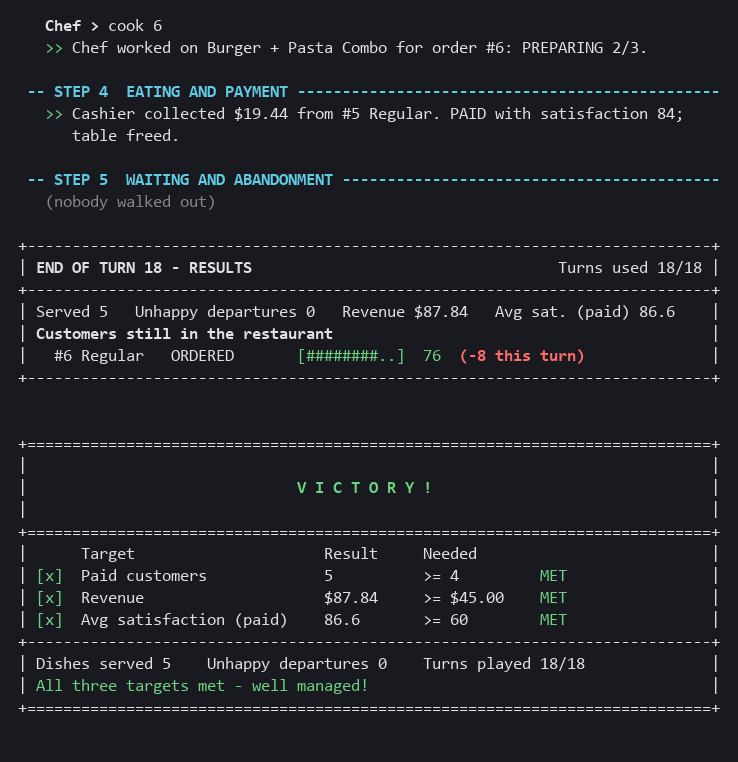 Chef > cook 6
>> Chef worked on Burger + Pasta Combo for order #6: PREPARING 2/3.
-- STEP 4  EATING AND PAYMENT -----------------------------------------------
>> Cashier collected $19.44 from #5 Regular. PAID with satisfaction 84;
table freed.
-- STEP 5  WAITING AND ABANDONMENT ------------------------------------------
(nobody walked out)
+----------------------------------------------------------------------------+
| END OF TURN 18 - RESULTS                                  Turns used 18/18 |
+----------------------------------------------------------------------------+
| Served 5   Unhappy departures 0   Revenue $87.84   Avg sat. (paid) 86.6    |
| Customers still in the restaurant                                          |
|   #6 Regular   ORDERED       [########..]  76  (-8 this turn)              |
+----------------------------------------------------------------------------+
+============================================================================+
|                                                                            |
|                              V I C T O R Y !                               |
|                                                                            |
+============================================================================+
|      Target                     Result     Needed                          |
| [x]  Paid customers             5          >= 4         MET                |
| [x]  Revenue                    $87.84     >= $45.00    MET                |
| [x]  Avg satisfaction (paid)    86.6       >= 60        MET                |
+----------------------------------------------------------------------------+
| Dishes served 5    Unhappy departures 0    Turns played 18/18              |
| All three targets met - well managed!                                      |
+============================================================================+